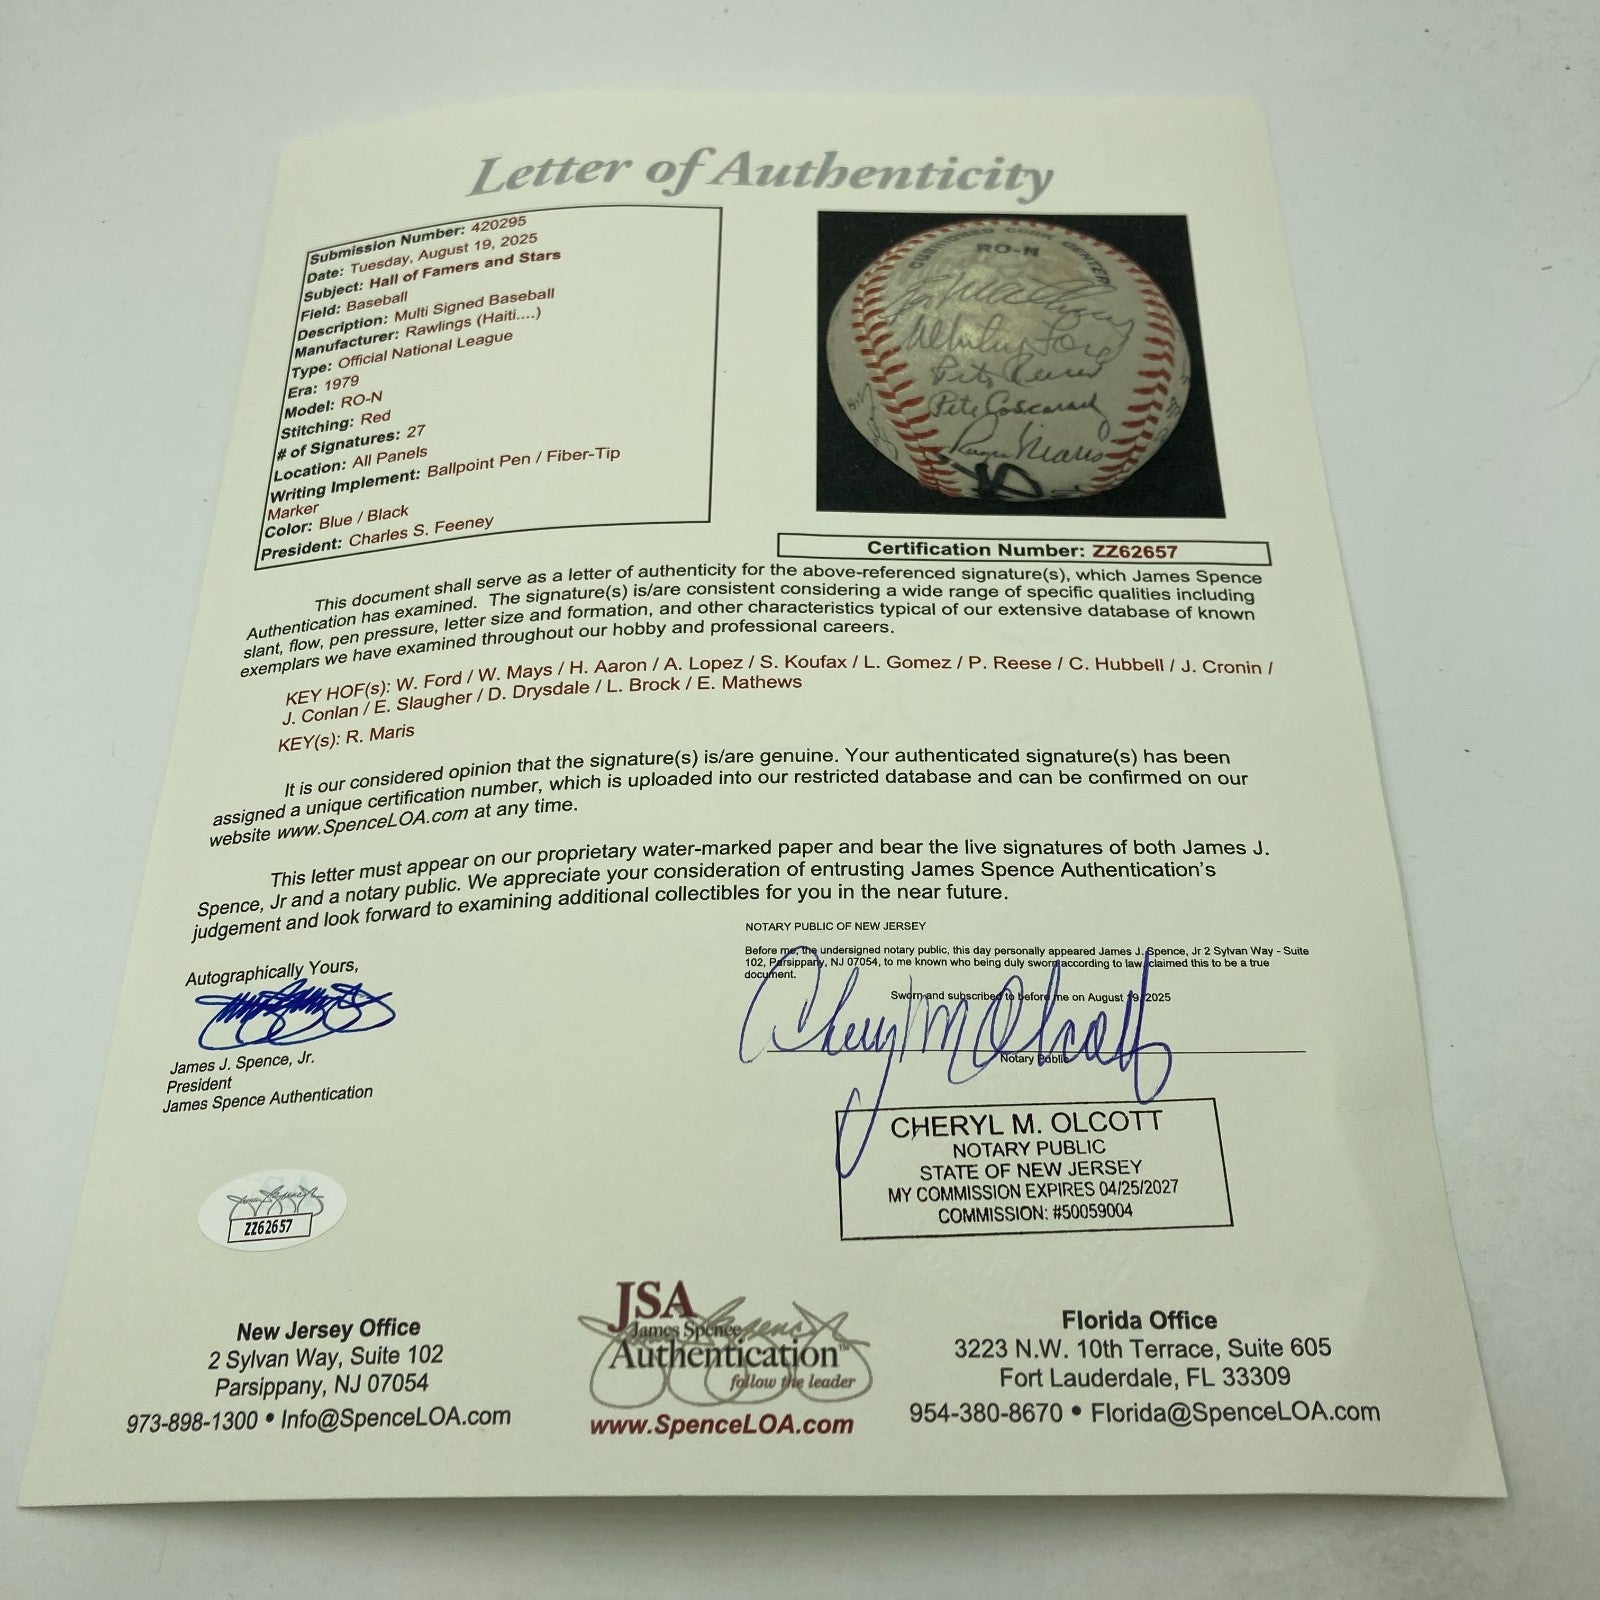 Letter of Authenticity
Submission Number: 420295
Date: Tuesday, August 19, 2025
Subject: Hall of Famers and Stars
Field: Baseball
Description: Multi Signed Baseball
Manufacturer: Rawlings (Haiti....)
Type: Official National League
Era: 1979
Model: RO-N
Stitching: Red
# of Signatures: 27
Location: All Panels
Writing Implement: Ballpoint Pen / Fiber-Tip
Marker
Color: Blue / Black
President: Charles S. Feeney
CUSHIONED CORK CENTER
RO-N
Whitey Ford
Pete Reiser
Pete Coscarart
Roger Maris
Certification Number: ZZ62657
This document shall serve as a letter of authenticity for the above-referenced signature(s), which James Spence
Authentication has examined. The signature(s) is/are consistent considering a wide range of specific qualities including
slant, flow, pen pressure, letter size and formation, and other characteristics typical of our extensive database of known
exemplars we have examined throughout our hobby and professional careers.
KEY HOF(s): W. Ford / W. Mays / H. Aaron / A. Lopez / S. Koufax / L. Gomez / P. Reese / C. Hubbell / J. Cronin /
J. Conlan / E. Slaugher / D. Drysdale / L. Brock / E. Mathews
KEY(s): R. Maris
It is our considered opinion that the signature(s) is/are genuine. Your authenticated signature(s) has been
assigned a unique certification number, which is uploaded into our restricted database and can be confirmed on our
website www.SpenceLOA.com at any time.
This letter must appear on our proprietary water-marked paper and bear the live signatures of both James J.
Spence, Jr and a notary public. We appreciate your consideration of entrusting James Spence Authentication's
judgement and look forward to examining additional collectibles for you in the near future.
NOTARY PUBLIC OF NEW JERSEY
Before me, the undersigned notary public, this day personally appeared James J. Spence, Jr 2 Sylvan Way - Suite
102, Parsippany, NJ 07054, to me known who being duly sworn according to law, claimed this to be a true
document.
Sworn and subscribed to before me on August 19, 2025
Cheryl M Olcott
Notary Public
Autographically Yours,
James J. Spence, Jr.
President
James Spence Authentication
CHERYL M. OLCOTT
NOTARY PUBLIC
STATE OF NEW JERSEY
MY COMMISSION EXPIRES 04/25/2027
COMMISSION: #50059004
ZZ62657
New Jersey Office
2 Sylvan Way, Suite 102
Parsippany, NJ 07054
973-898-1300 • Info@SpenceLOA.com
JSA
James Spence
Authentication™
follow the leader
www.SpenceLOA.com
Florida Office
3223 N.W. 10th Terrace, Suite 605
Fort Lauderdale, FL 33309
954-380-8670 • Florida@SpenceLOA.com